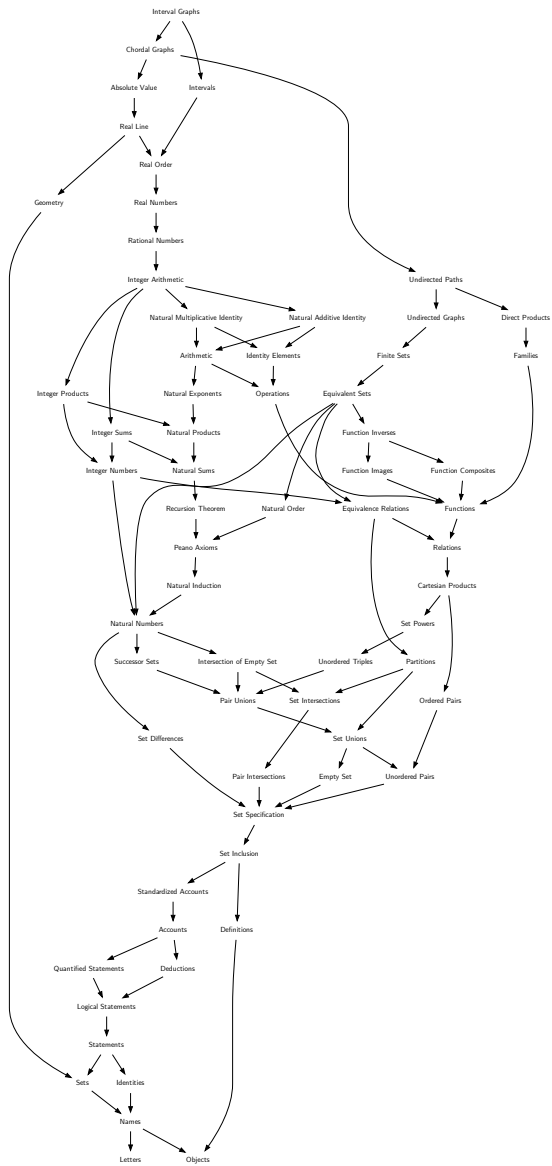 Interval Graphs
Chordal Graphs
Absolute Value
Intervals
Real Line
Real Order
Geometry
Real Numbers
Rational Numbers
Integer Arithmetic
Undirected Paths
Natural Multiplicative Identity
Natural Additive Identity
Undirected Graphs
Direct Products
Arithmetic
Identity Elements
Finite Sets
Families
Integer Products
Natural Exponents
Operations
Equivalent Sets
Integer Sums
Natural Products
Function Inverses
Integer Numbers
Natural Sums
Function Images
Function Composites
Recursion Theorem
Natural Order
Equivalence Relations
Functions
Peano Axioms
Relations
Natural Induction
Cartesian Products
Natural Numbers
Set Powers
Successor Sets
Intersection of Empty Set
Unordered Triples
Partitions
Pair Unions
Set Intersections
Ordered Pairs
Set Differences
Set Unions
Pair Intersections
Empty Set
Unordered Pairs
Set Specification
Set Inclusion
Standardized Accounts
Accounts
Definitions
Quantified Statements
Deductions
Logical Statements
Statements
Sets
Identities
Names
Letters
Objects